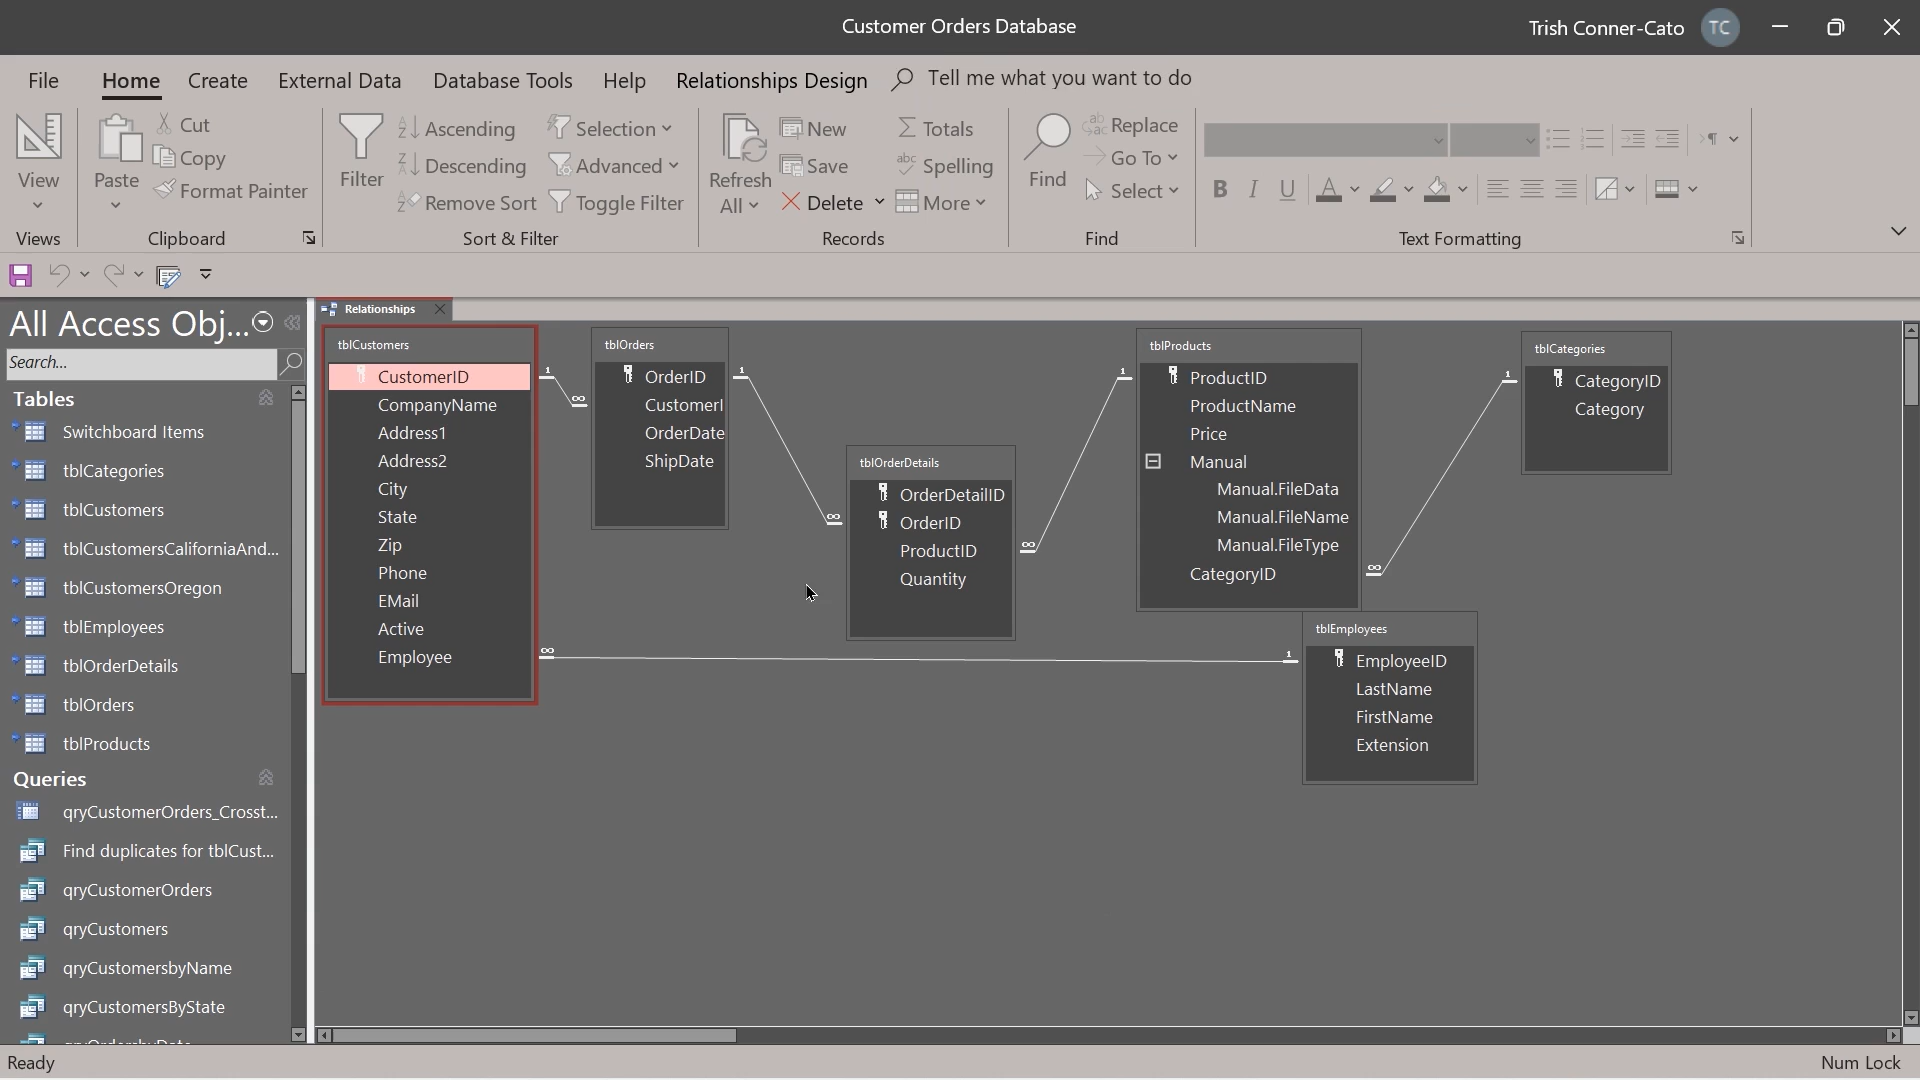 Customer Orders Database
Trish Conner-Cato TC
File Home Create External Data Database Tools Help Relationships Design Tell me what you want to do
View
Views
Paste
Cut
Copy
Format Painter
Clipboard
Filter
Ascending
Descending
Remove Sort
Selection
Advanced
Toggle Filter
Sort & Filter
Refresh
All
New
Save
Delete
Totals
Spelling
More
Records
Find
Replace
Go To
Select
Find
B I U A
Text Formatting
All Access Obj...
Search...
Tables
Switchboard Items
tblCategories
tblCustomers
tblCustomersCaliforniaAnd...
tblCustomersOregon
tblEmployees
tblOrderDetails
tblOrders
tblProducts
Queries
qryCustomerOrders_Crosst...
Find duplicates for tblCust...
qryCustomerOrders
qryCustomers
qryCustomersbyName
qryCustomersByState
Relationships
tblCustomers
CustomerID
CompanyName
Address1
Address2
City
State
Zip
Phone
EMail
Active
Employee
1
∞
tblOrders
OrderID
CustomerI
OrderDate
ShipDate
1
∞
tblOrderDetails
OrderDetailID
OrderID
ProductID
Quantity
∞
1
tblProducts
ProductID
ProductName
Price
Manual
Manual.FileData
Manual.FileName
Manual.FileType
CategoryID
∞
1
tblCategories
CategoryID
Category
∞
1
tblEmployees
EmployeeID
LastName
FirstName
Extension
Ready
Num Lock